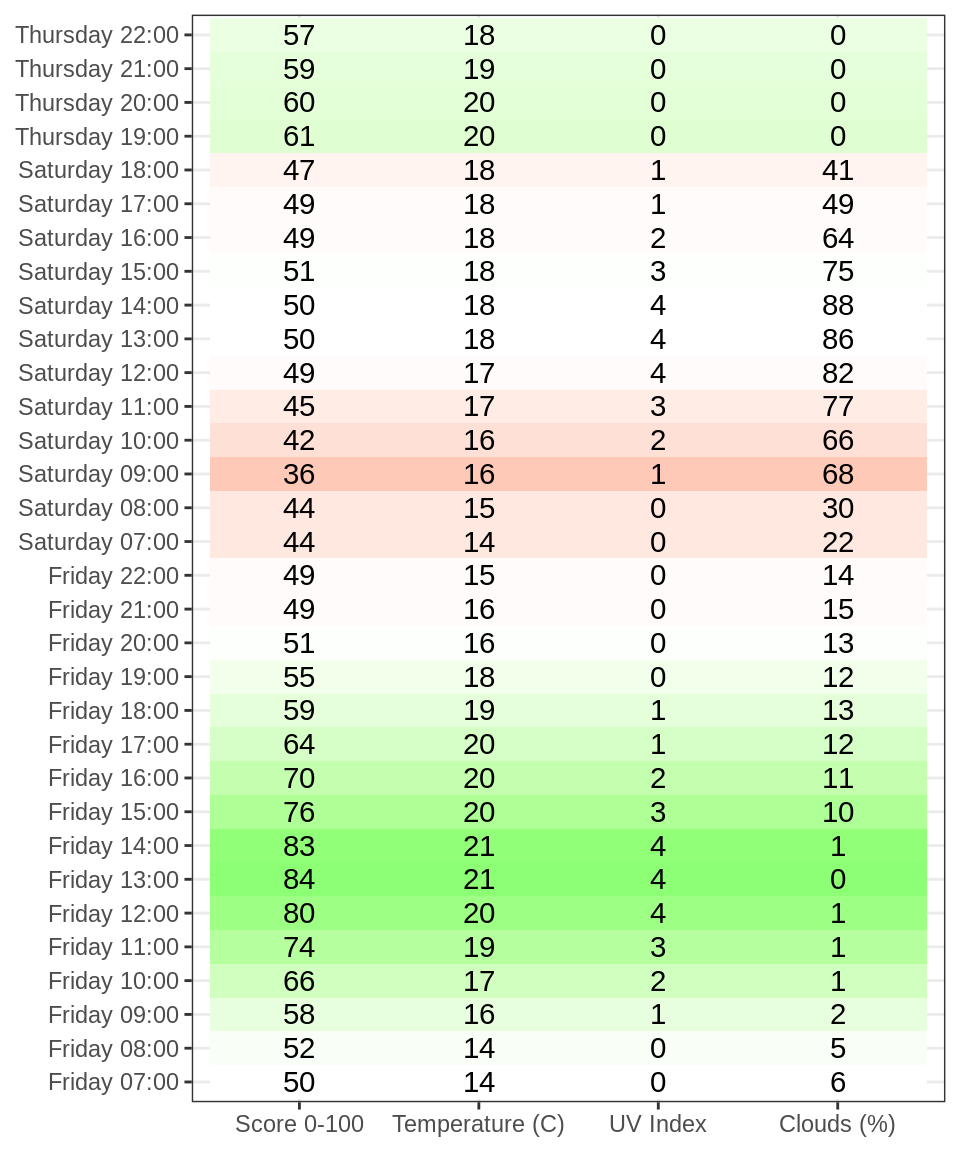 Thursday 22:00 57 18 0 0
Thursday 21:00 59 19 0 0
Thursday 20:00 60 20 0 0
Thursday 19:00 61 20 0 0
Saturday 18:00 47 18 1 41
Saturday 17:00 49 18 1 49
Saturday 16:00 49 18 2 64
Saturday 15:00 51 18 3 75
Saturday 14:00 50 18 4 88
Saturday 13:00 50 18 4 86
Saturday 12:00 49 17 4 82
Saturday 11:00 45 17 3 77
Saturday 10:00 42 16 2 66
Saturday 09:00 36 16 1 68
Saturday 08:00 44 15 0 30
Saturday 07:00 44 14 0 22
Friday 22:00 49 15 0 14
Friday 21:00 49 16 0 15
Friday 20:00 51 16 0 13
Friday 19:00 55 18 0 12
Friday 18:00 59 19 1 13
Friday 17:00 64 20 1 12
Friday 16:00 70 20 2 11
Friday 15:00 76 20 3 10
Friday 14:00 83 21 4 1
Friday 13:00 84 21 4 0
Friday 12:00 80 20 4 1
Friday 11:00 74 19 3 1
Friday 10:00 66 17 2 1
Friday 09:00 58 16 1 2
Friday 08:00 52 14 0 5
Friday 07:00 50 14 0 6
Score 0-100 Temperature (C) UV Index Clouds (%)